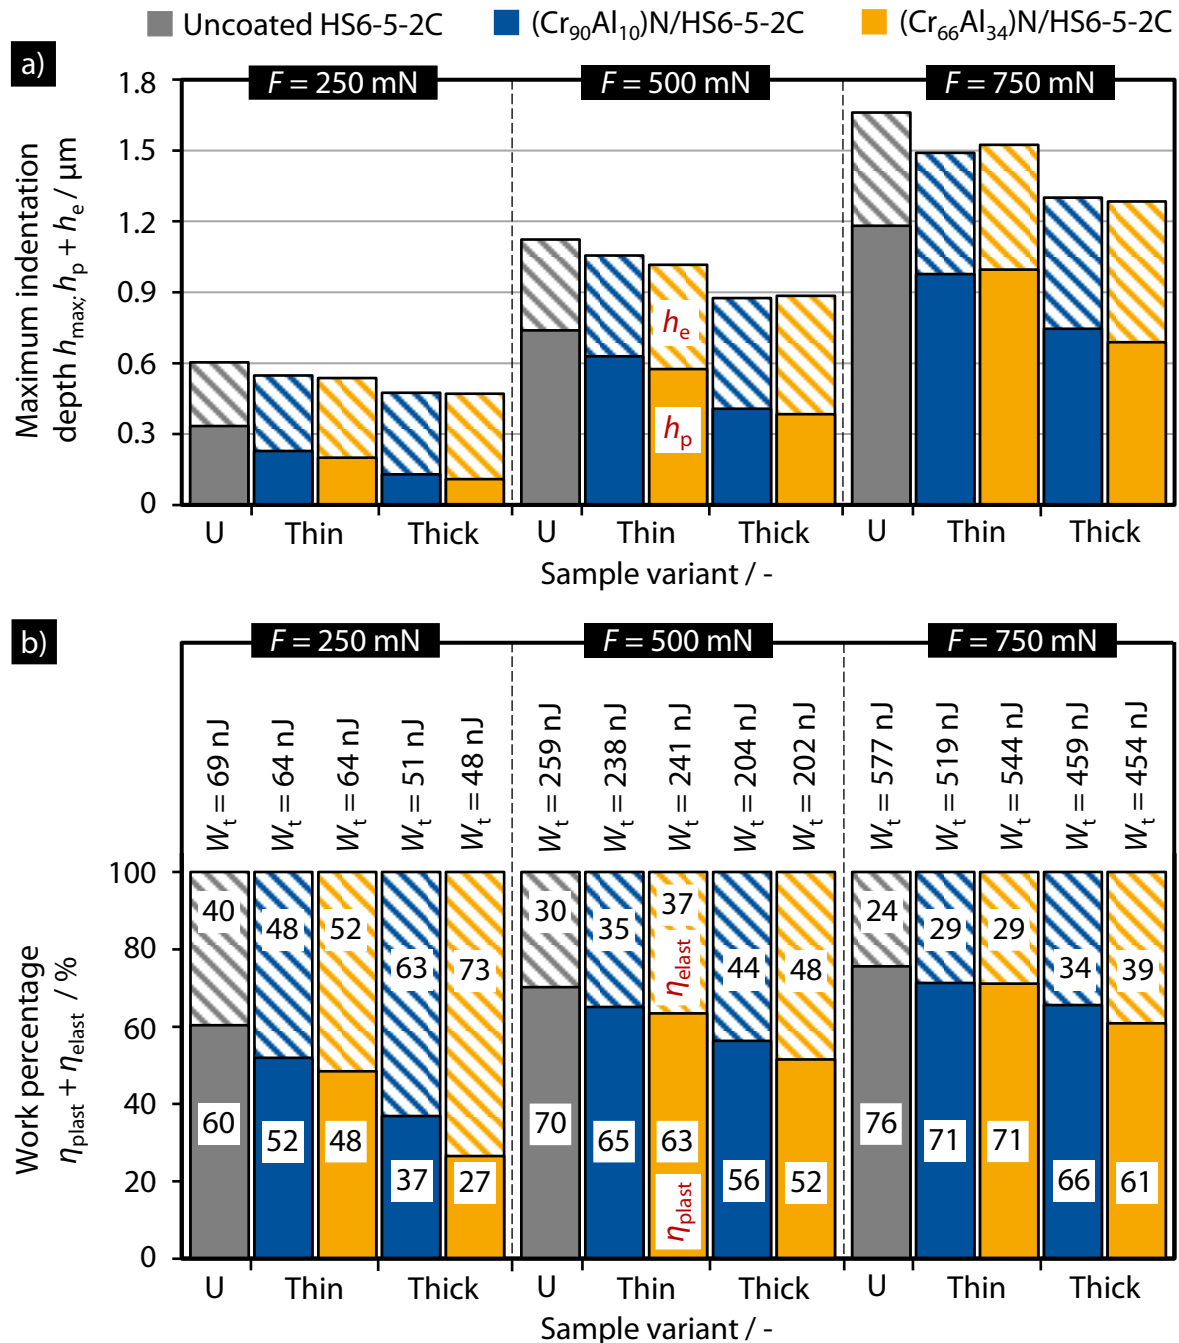 Uncoated HS6-5-2C (Cr₉₀Al₁₀)N/HS6-5-2C (Cr₆₆Al₃₄)N/HS6-5-2C
a)
F = 250 mN F = 500 mN F = 750 mN
Maximum indentation
depth hₘₐₓ; hₚ + hₑ / µm
1.8
1.5
1.2
0.9
0.6
0.3
0
hₑ
hₚ
U Thin Thick U Thin Thick U Thin Thick
Sample variant / -
b)
F = 250 mN F = 500 mN F = 750 mN
Wₜ = 69 nJ
Wₜ = 64 nJ
Wₜ = 64 nJ
Wₜ = 51 nJ
Wₜ = 48 nJ
Wₜ = 259 nJ
Wₜ = 238 nJ
Wₜ = 241 nJ
Wₜ = 204 nJ
Wₜ = 202 nJ
Wₜ = 577 nJ
Wₜ = 519 nJ
Wₜ = 544 nJ
Wₜ = 459 nJ
Wₜ = 454 nJ
Work percentage
ηplast + ηelast / %
100
80
60
40
20
0
40 48 52 63 73 30 35 37 44 48 24 29 29 34 39
ηelast
60 52 48 37 27 70 65 63 56 52 76 71 71 66 61
ηplast
U Thin Thick U Thin Thick U Thin Thick
Sample variant / -